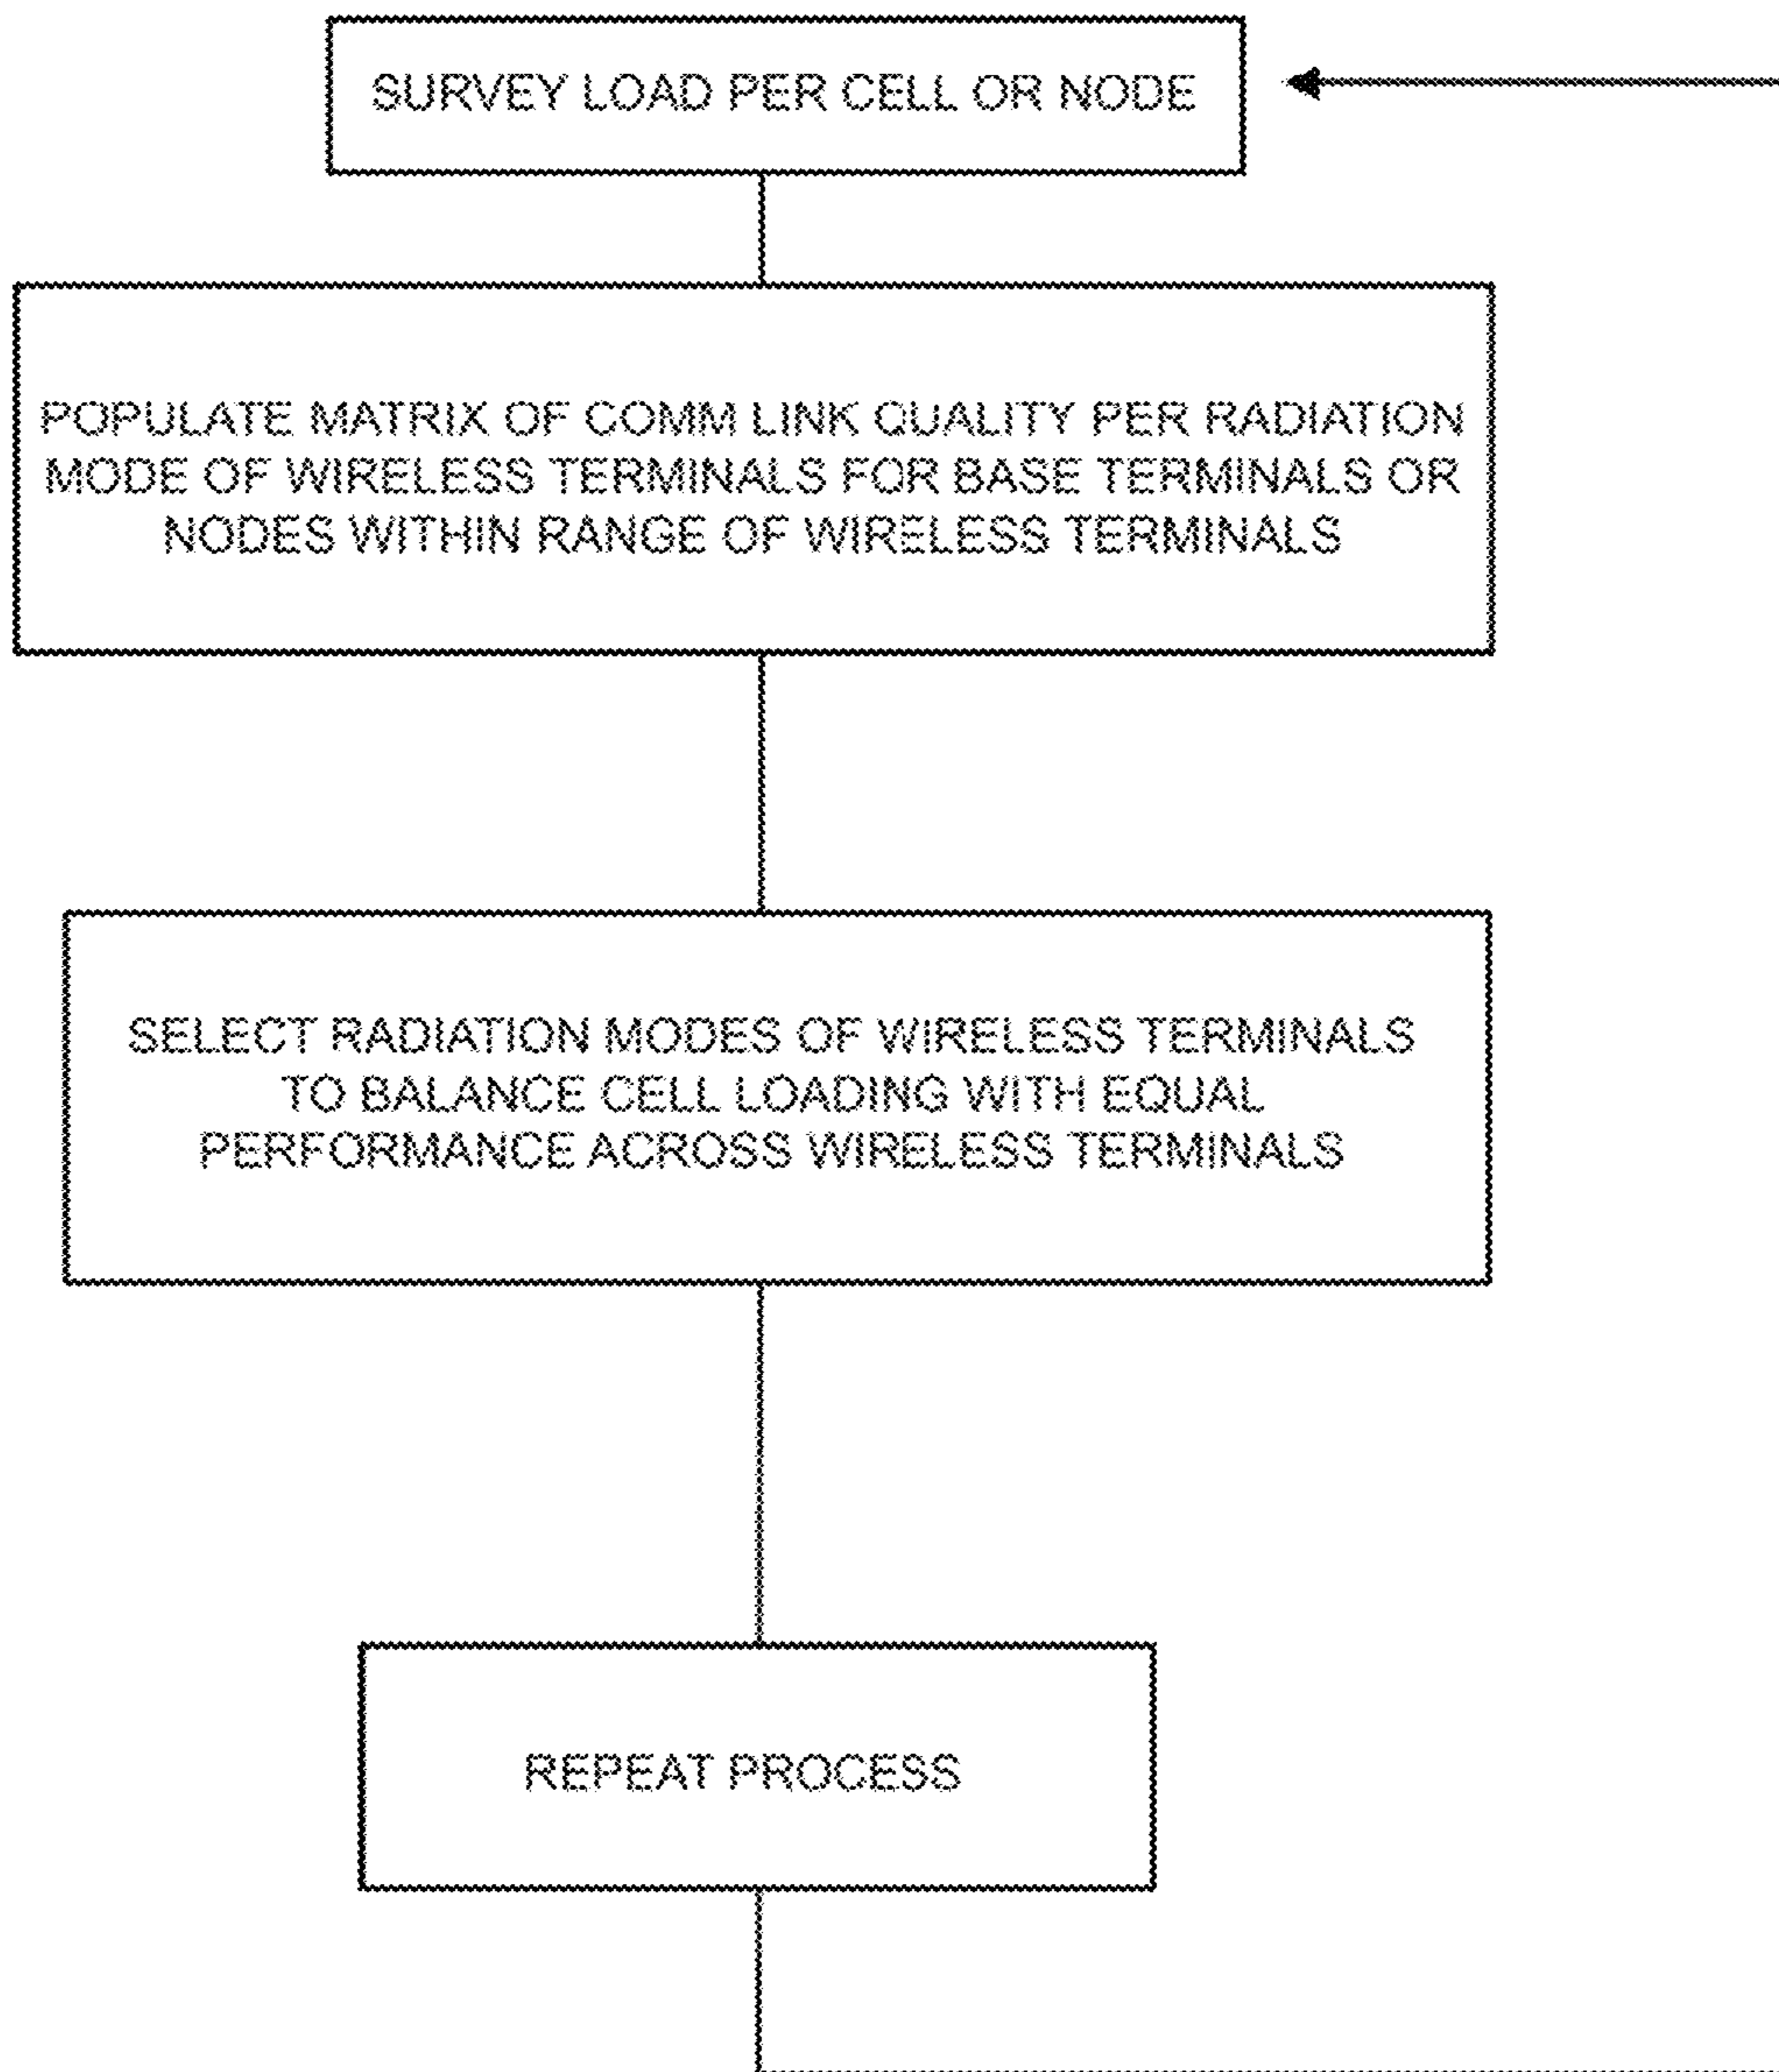 SURVEY LOAD PER CELL OR NODE
POPULATE MATRIX OF COMM LINK QUALITY PER RADIATION
MODE OF WIRELESS TERMINALS FOR BASE TERMINALS OR
NODES WITHIN RANGE OF WIRELESS TERMINALS
SELECT RADIATION MODES OF WIRELESS TERMINALS
TO BALANCE CELL LOADING WITH EQUAL
PERFORMANCE ACROSS WIRELESS TERMINALS
REPEAT PROCESS